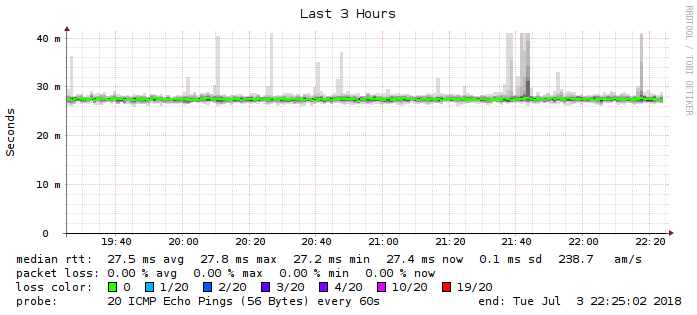 Last 3 Hours
RRDTOOL / TOBI OETIKER
Seconds
40 m
30 m
20 m
10 m
0
19:40 20:00 20:20 20:40 21:00 21:20 21:40 22:00 22:20
median rtt: 27.5 ms avg 27.8 ms max 27.2 ms min 27.4 ms now 0.1 ms sd 238.7 am/s
packet loss: 0.00 % avg 0.00 % max 0.00 % min 0.00 % now
loss color: 0 1/20 2/20 3/20 4/20 10/20 19/20
probe: 20 ICMP Echo Pings (56 Bytes) every 60s end: Tue Jul 3 22:25:02 2018